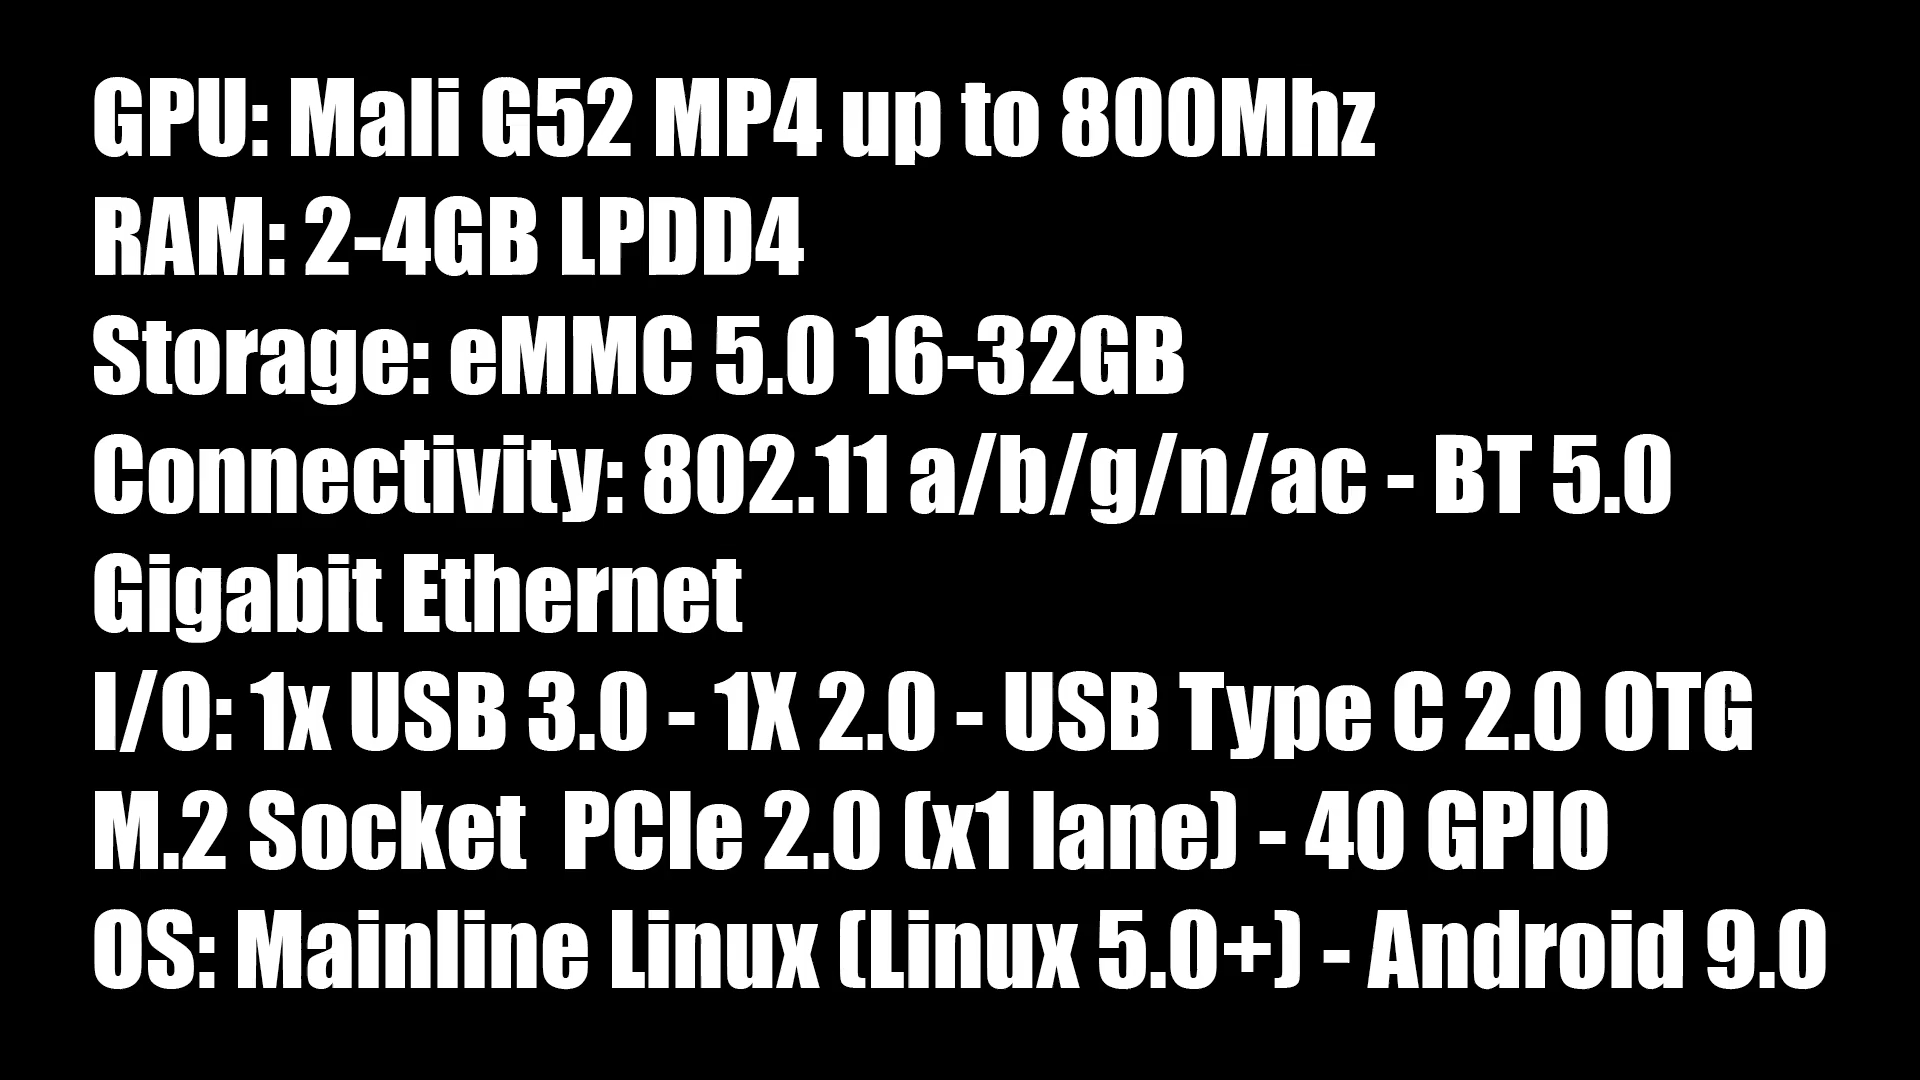 GPU: Mali G52 MP4 up to 800Mhz
RAM: 2-4GB LPDD4
Storage: eMMC 5.0 16-32GB
Connectivity: 802.11 a/b/g/n/ac - BT 5.0
Gigabit Ethernet
I/O: 1x USB 3.0 - 1X 2.0 - USB Type C 2.0 OTG
M.2 Socket  PCIe 2.0 (x1 lane) - 40 GPIO
OS: Mainline Linux (Linux 5.0+) - Android 9.0